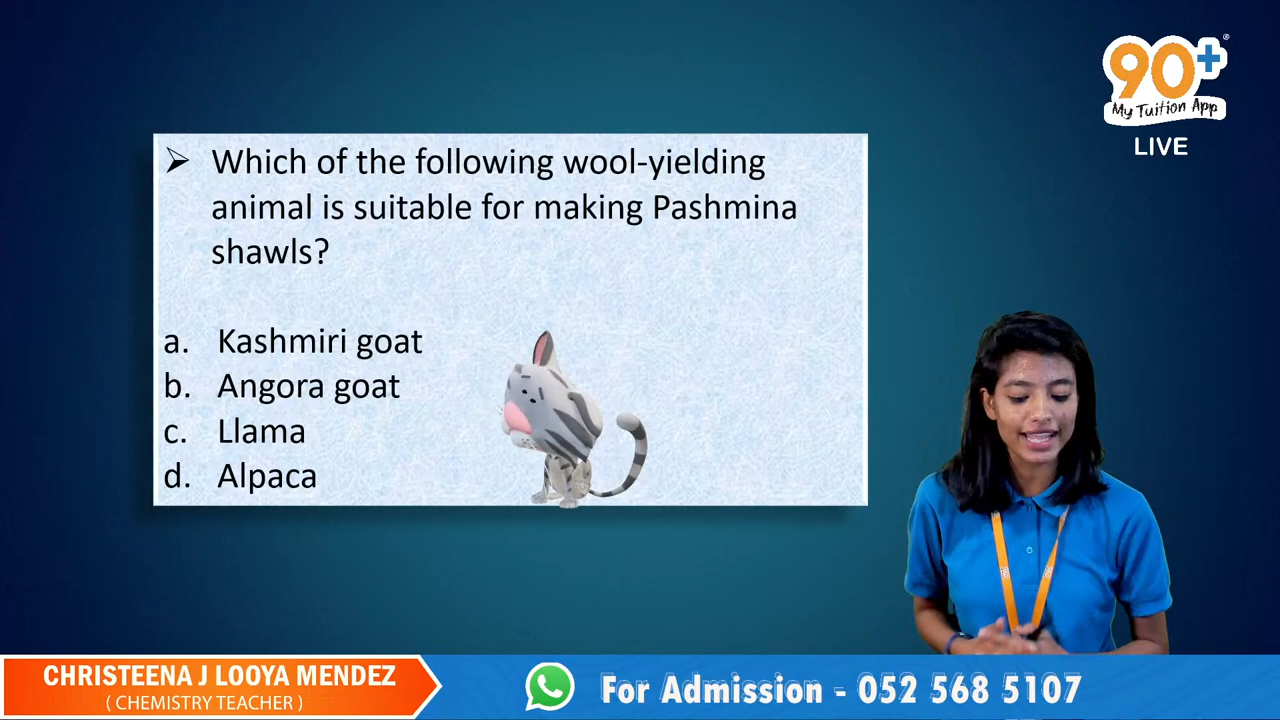 90+
®
My Tuition App
LIVE
➢ Which of the following wool-yielding
animal is suitable for making Pashmina
shawls?
a. Kashmiri goat
b. Angora goat
c. Llama
d. Alpaca
CHRISTEENA J LOOYA MENDEZ
( CHEMISTRY TEACHER )
For Admission - 052 568 5107